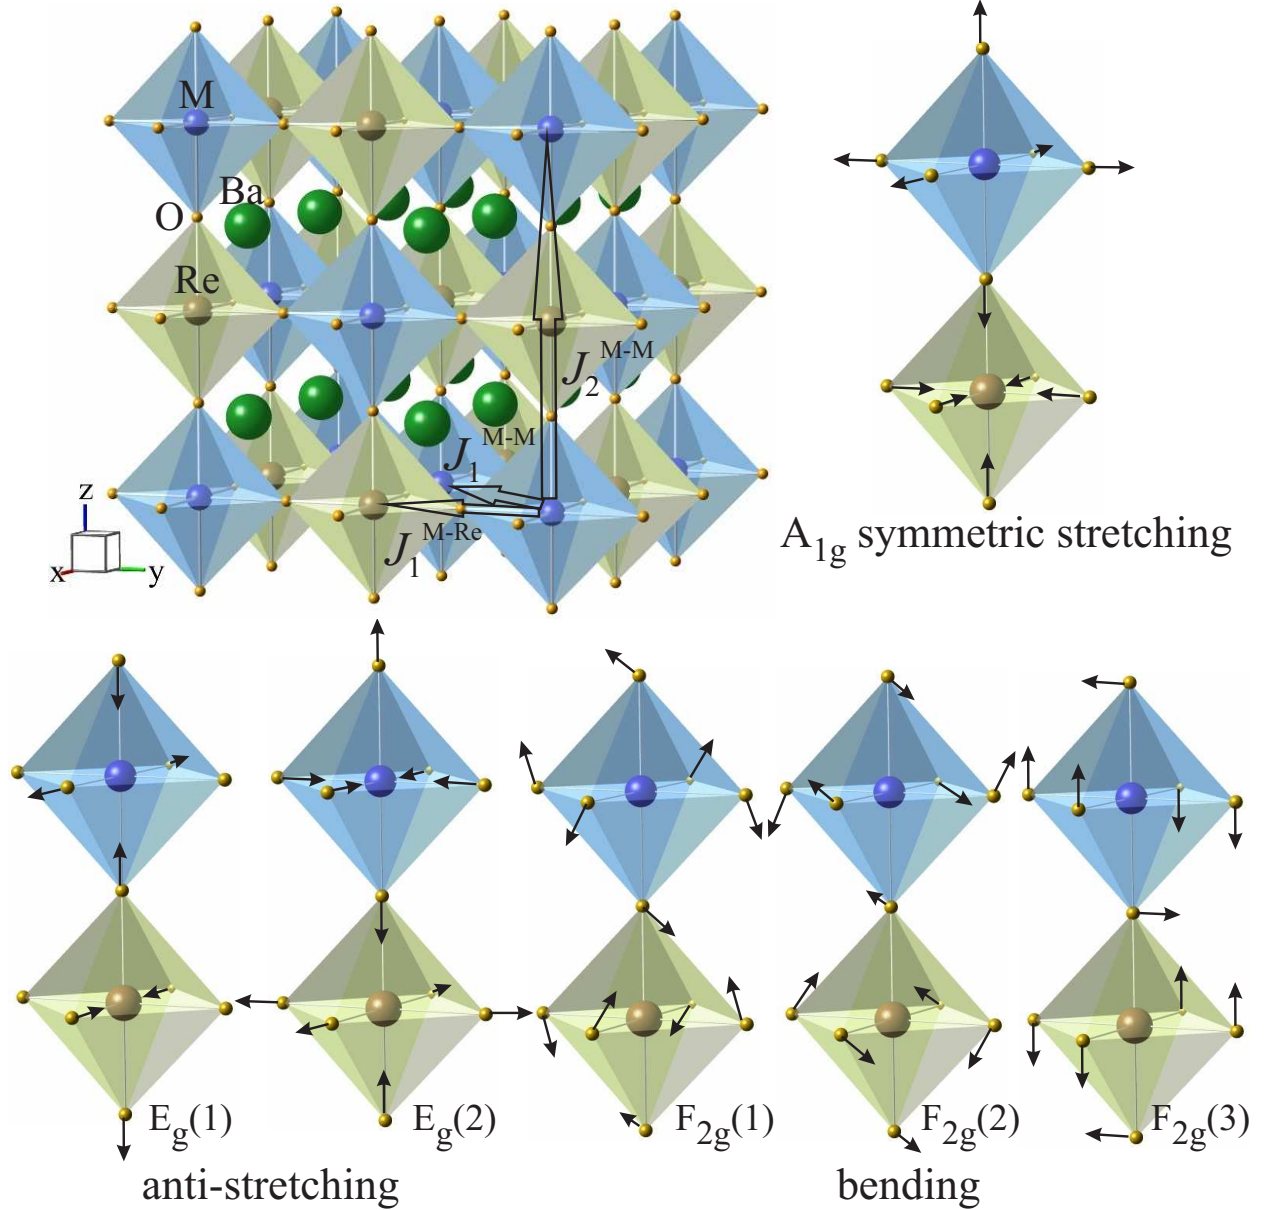 M
Ba
O
Re
J₂ᴹ⁻ᴹ
J₁ᴹ⁻ᴹ
J₁ᴹ⁻ᴿᵉ
z
x
y
A₁g symmetric stretching
Eg(1)
Eg(2)
F₂g(1)
F₂g(2)
F₂g(3)
anti-stretching
bending